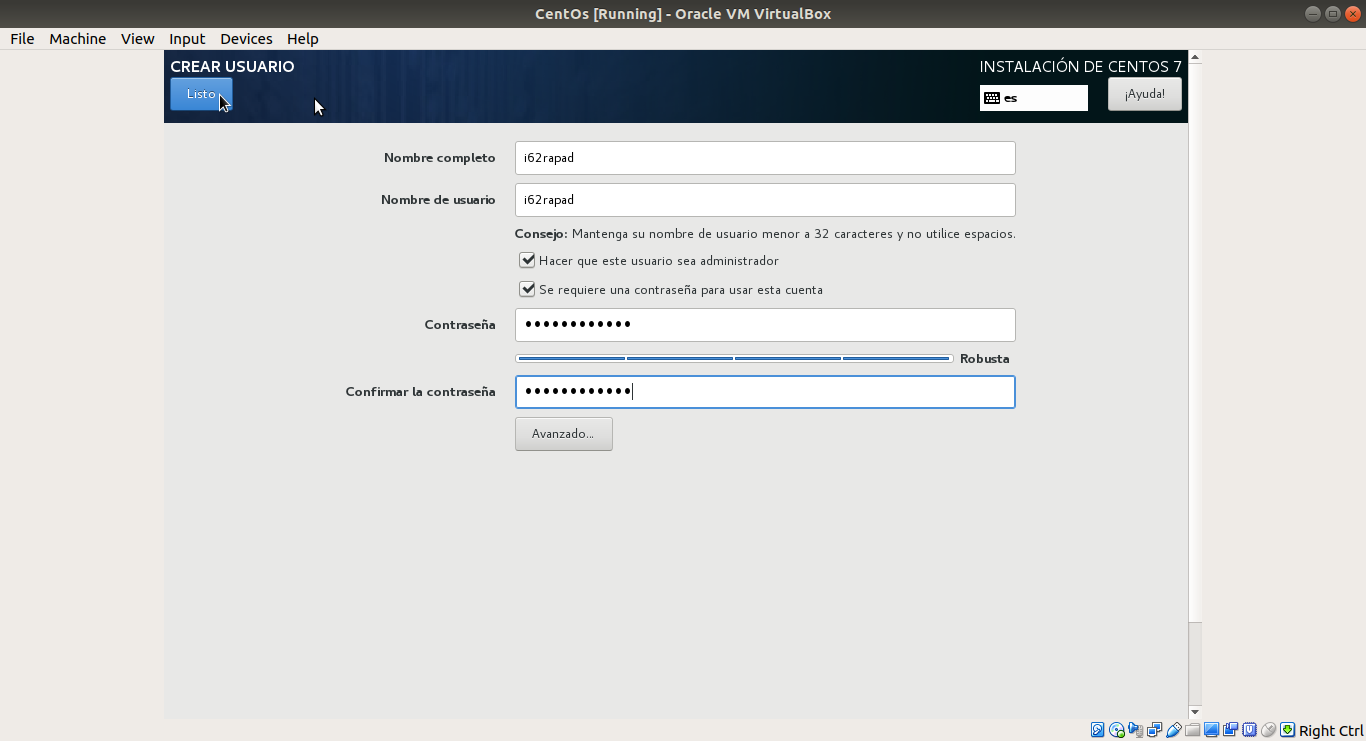 CentOs [Running] - Oracle VM VirtualBox
File Machine View Input Devices Help
CREAR USUARIO
INSTALACIÓN DE CENTOS 7
Listo
es
¡Ayuda!
Nombre completo
i62rapad
Nombre de usuario
i62rapad
Consejo: Mantenga su nombre de usuario menor a 32 caracteres y no utilice espacios.
Hacer que este usuario sea administrador
Se requiere una contraseña para usar esta cuenta
Contraseña
••••••••••••
Robusta
Confirmar la contraseña
••••••••••••
Avanzado...
Right Ctrl